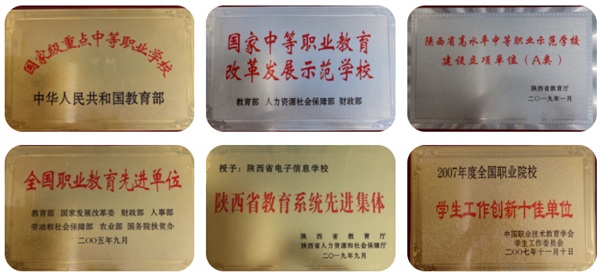 国家级重点中等职业学校
中华人民共和国教育部
国家中等职业教育
改革发展示范学校
教育部 人力资源社会保障部 财政部
陕西省高水平中等职业示范学校
建设立项单位（A类）
陕西省教育厅
二〇一九年一月
全国职业教育先进单位
教育部 国家发展改革委 财政部 人事部
劳动和社会保障部 农业部 国务院扶贫办
二〇〇五年九月
授予：陕西省电子信息学校
陕西省教育系统先进集体
陕西省教育厅
陕西省人力资源和社会保障厅
二〇一九年九月
2007年度全国职业院校
学生工作创新十佳单位
中国职业技术教育学会
学生工作委员会
二〇〇七年十一月十日